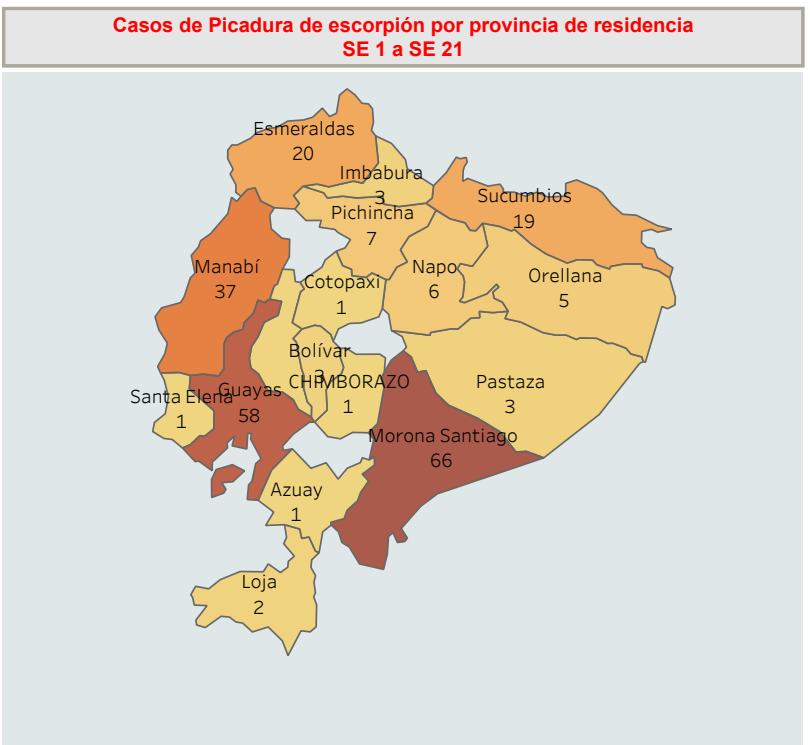 Casos de Picadura de escorpión por provincia de residencia
SE 1 a SE 21
Esmeraldas
20
Imbabura
3
Sucumbios
19
Pichincha
7
Manabí
37
Cotopaxi
1
Napo
6
Orellana
5
Bolívar
3
CHIMBORAZO
1
Santa Elena
1
Guayas
58
Pastaza
3
Morona Santiago
66
Azuay
1
Loja
2